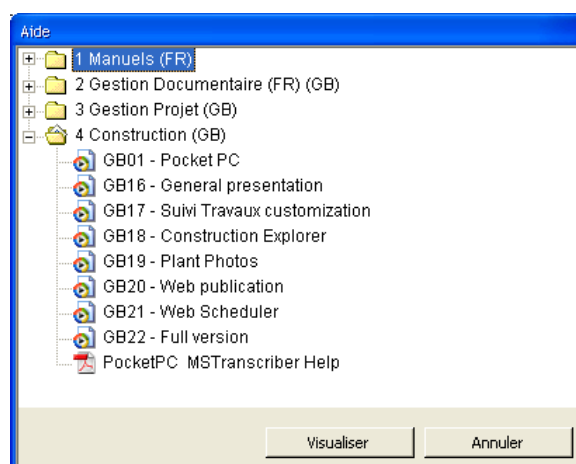 Aide
1 Manuels (FR)
2 Gestion Documentaire (FR) (GB)
3 Gestion Projet (GB)
4 Construction (GB)
GB01 - Pocket PC
GB16 - General presentation
GB17 - Suivi Travaux customization
GB18 - Construction Explorer
GB19 - Plant Photos
GB20 - Web publication
GB21 - Web Scheduler
GB22 - Full version
PocketPC MSTranscriber Help
Visualiser Annuler